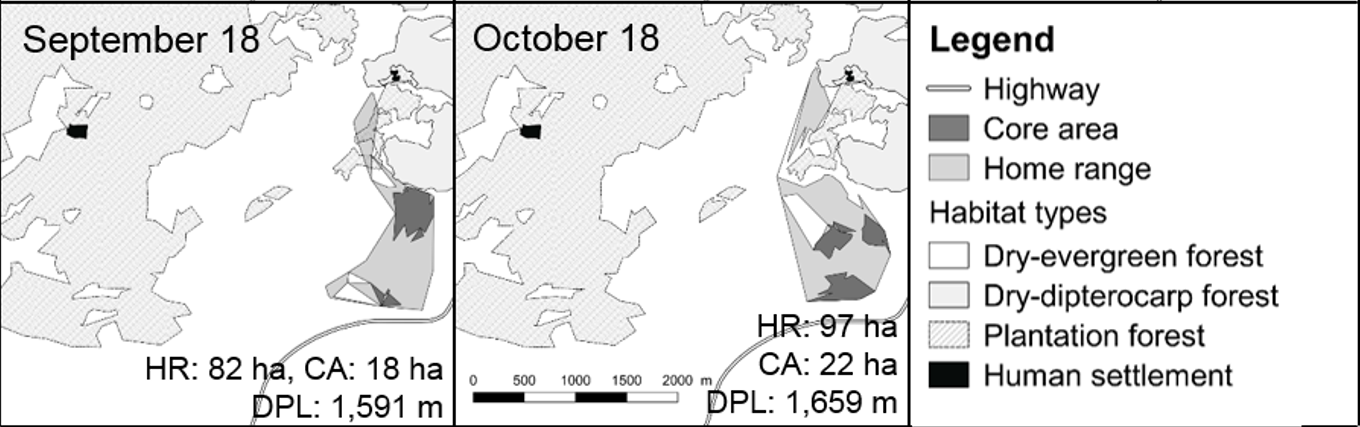 September 18
HR: 82 ha, CA: 18 ha
DPL: 1,591 m
October 18
HR: 97 ha
CA: 22 ha
DPL: 1,659 m
0 500 1000 1500 2000 m
Legend
Highway
Core area
Home range
Habitat types
Dry-evergreen forest
Dry-dipterocarp forest
Plantation forest
Human settlement